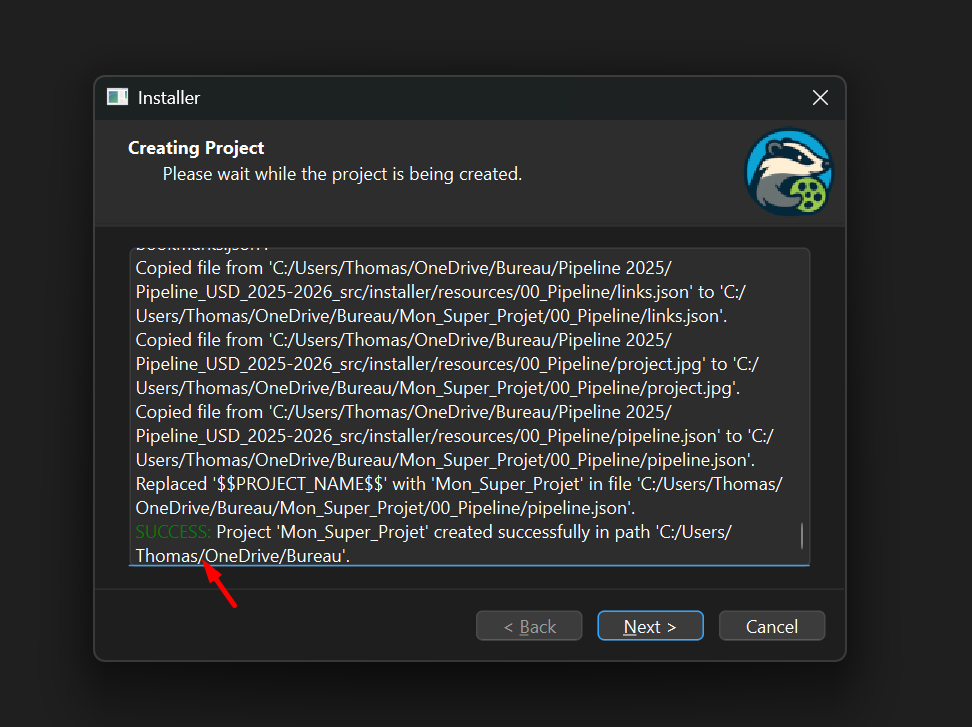 Installer
Creating Project
Please wait while the project is being created.
bookmarks.json'.
Copied file from 'C:/Users/Thomas/OneDrive/Bureau/Pipeline 2025/
Pipeline_USD_2025-2026_src/installer/resources/00_Pipeline/links.json' to 'C:/
Users/Thomas/OneDrive/Bureau/Mon_Super_Projet/00_Pipeline/links.json'.
Copied file from 'C:/Users/Thomas/OneDrive/Bureau/Pipeline 2025/
Pipeline_USD_2025-2026_src/installer/resources/00_Pipeline/project.jpg' to 'C:/
Users/Thomas/OneDrive/Bureau/Mon_Super_Projet/00_Pipeline/project.jpg'.
Copied file from 'C:/Users/Thomas/OneDrive/Bureau/Pipeline 2025/
Pipeline_USD_2025-2026_src/installer/resources/00_Pipeline/pipeline.json' to 'C:/
Users/Thomas/OneDrive/Bureau/Mon_Super_Projet/00_Pipeline/pipeline.json'.
Replaced '$$PROJECT_NAME$$' with 'Mon_Super_Projet' in file 'C:/Users/Thomas/
OneDrive/Bureau/Mon_Super_Projet/00_Pipeline/pipeline.json'.
SUCCESS: Project 'Mon_Super_Projet' created successfully in path 'C:/Users/
Thomas/OneDrive/Bureau'.
< Back Next > Cancel